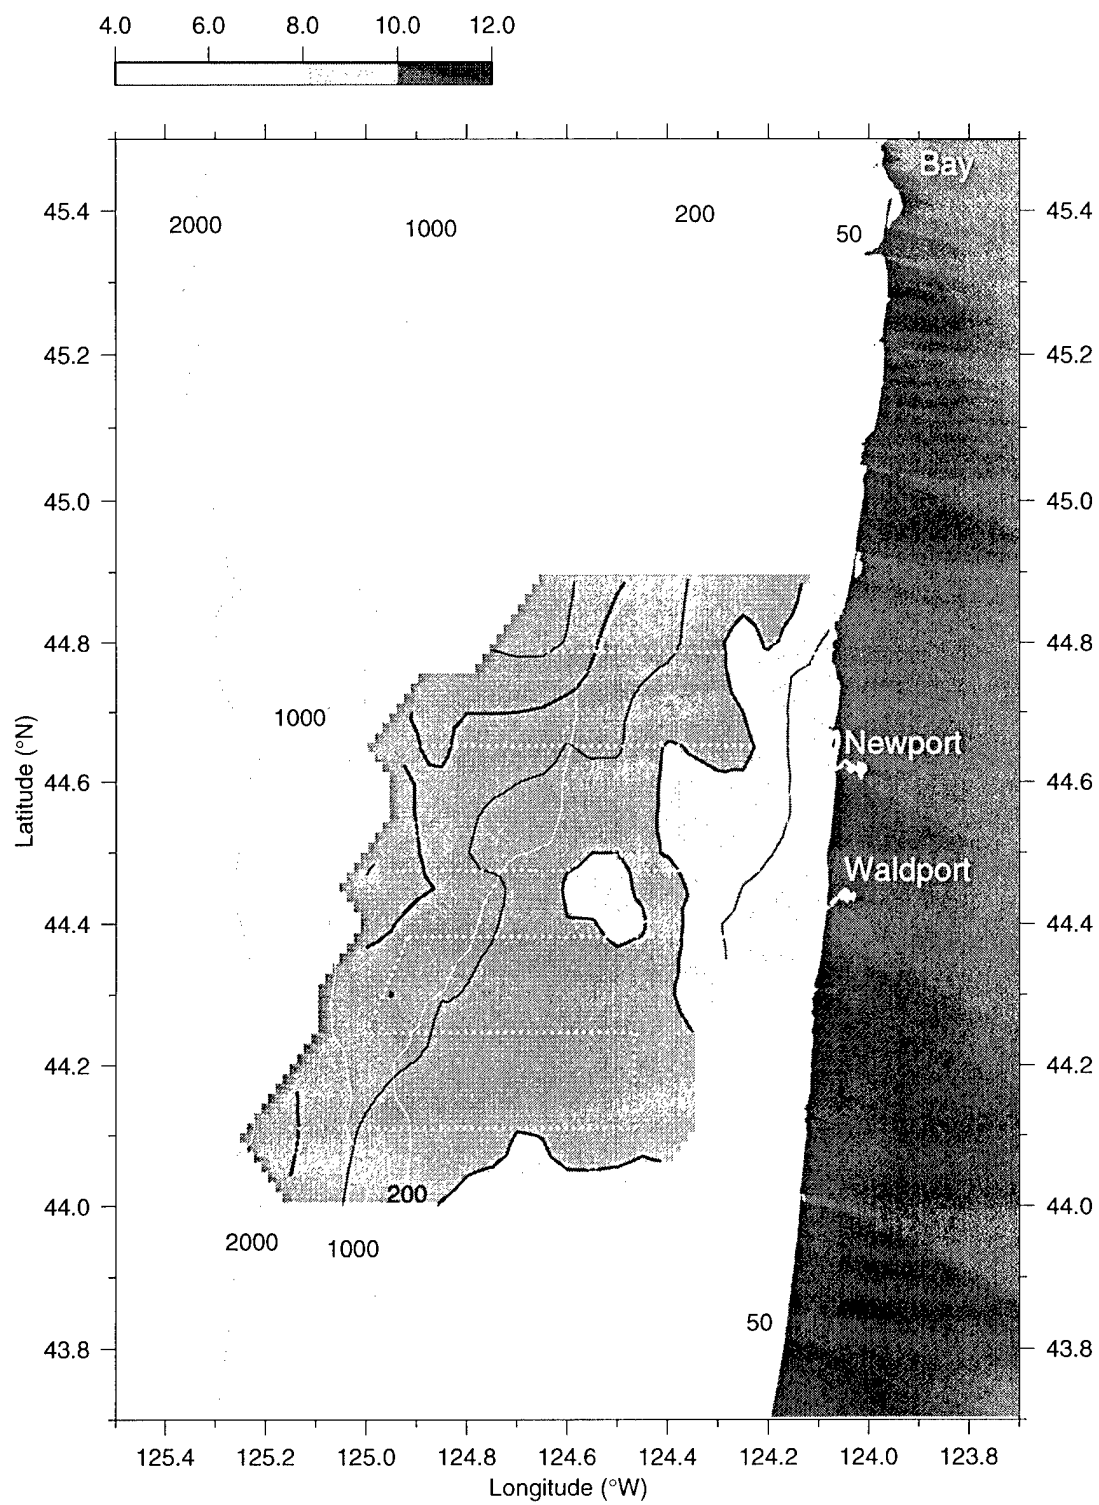 4.0 6.0 8.0 10.0 12.0
Bay
45.4 2000 1000 200 50 45.4
45.2 45.2
45.0 45.0
44.8 44.8
1000 Newport
44.6 44.6
Waldport
44.4 44.4
44.2 44.2
200
44.0 44.0
2000 1000
50
43.8 43.8
125.4 125.2 125.0 124.8 124.6 124.4 124.2 124.0 123.8
Longitude (°W)
Latitude (°N)